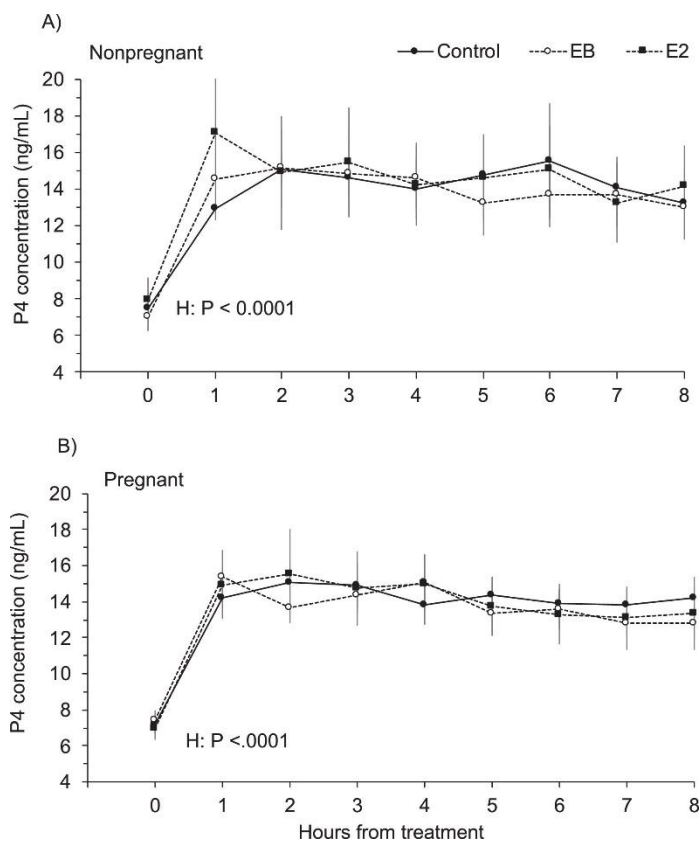 A)
Nonpregnant
Control EB E2
P4 concentration (ng/mL)
20
18
16
14
12
10
8
6
4
H: P < 0.0001
0 1 2 3 4 5 6 7 8
B)
Pregnant
P4 concentration (ng/mL)
20
18
16
14
12
10
8
6
4
H: P <.0001
0 1 2 3 4 5 6 7 8
Hours from treatment